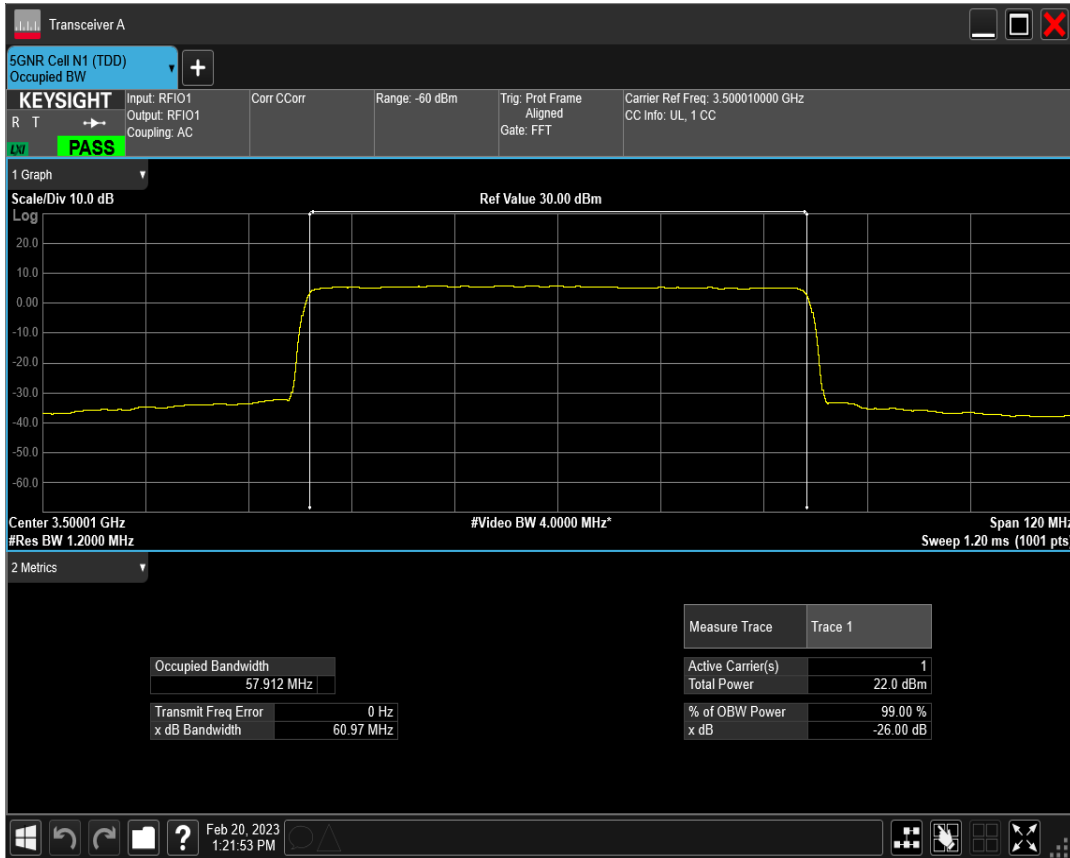 Transceiver A
5GNR Cell N1 (TDD)
Occupied BW
+
KEYSIGHT
R T
LXI
PASS
Input: RFIO1
Output: RFIO1
Coupling: AC
Corr CCorr
Range: -60 dBm
Trig: Prot Frame
Aligned
Gate: FFT
Carrier Ref Freq: 3.500010000 GHz
CC Info: UL, 1 CC
1 Graph
Scale/Div 10.0 dB
Ref Value 30.00 dBm
Log
20.0
10.0
0.00
-10.0
-20.0
-30.0
-40.0
-50.0
-60.0
Center 3.50001 GHz
#Video BW 4.0000 MHz*
Span 120 MHz
#Res BW 1.2000 MHz
Sweep 1.20 ms (1001 pts)
2 Metrics
Measure Trace Trace 1
Occupied Bandwidth
57.912 MHz
Active Carrier(s) 1
Total Power 22.0 dBm
Transmit Freq Error 0 Hz
x dB Bandwidth 60.97 MHz
% of OBW Power 99.00 %
x dB -26.00 dB
?
Feb 20, 2023
1:21:53 PM